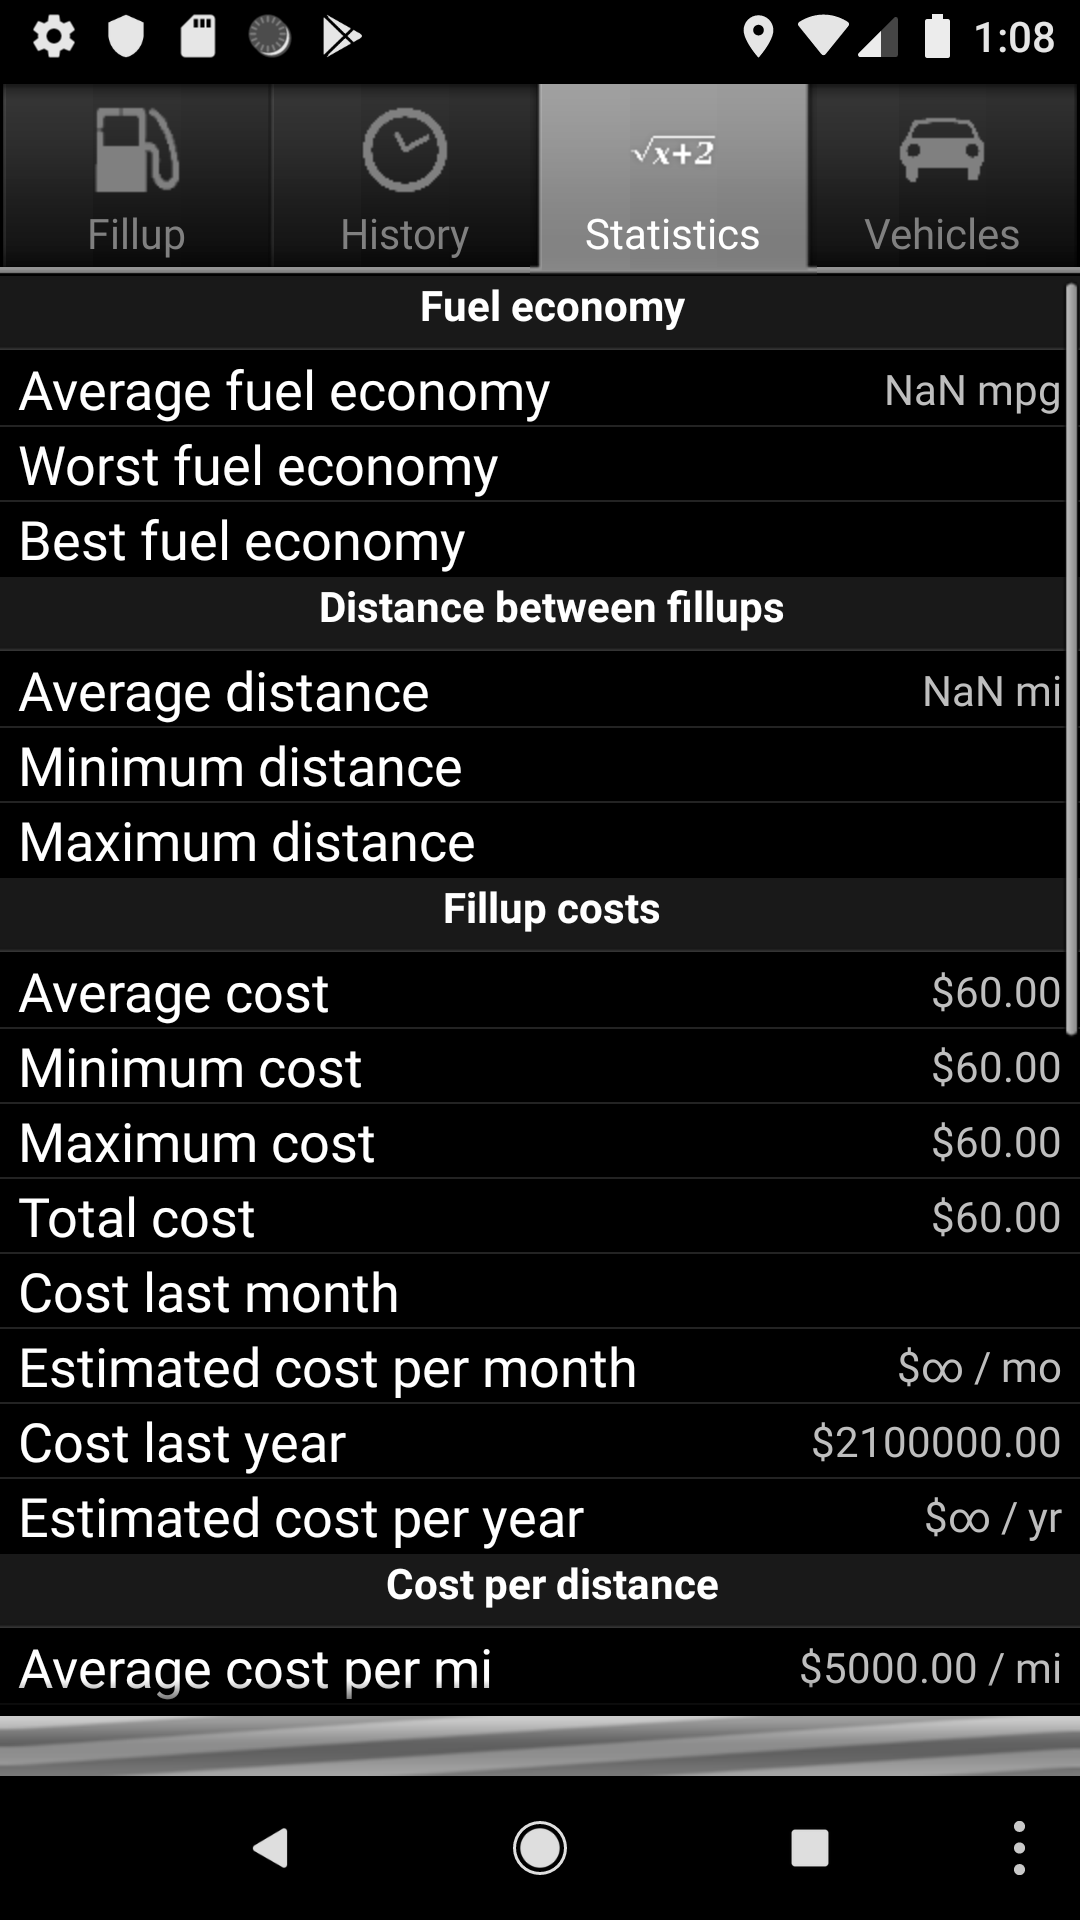 1:08
√x+2
Fillup
History
Statistics
Vehicles
Fuel economy
Average fuel economy NaN mpg
Worst fuel economy
Best fuel economy
Distance between fillups
Average distance NaN mi
Minimum distance
Maximum distance
Fillup costs
Average cost $60.00
Minimum cost $60.00
Maximum cost $60.00
Total cost $60.00
Cost last month
Estimated cost per month $∞ / mo
Cost last year $2100000.00
Estimated cost per year $∞ / yr
Cost per distance
Average cost per mi $5000.00 / mi